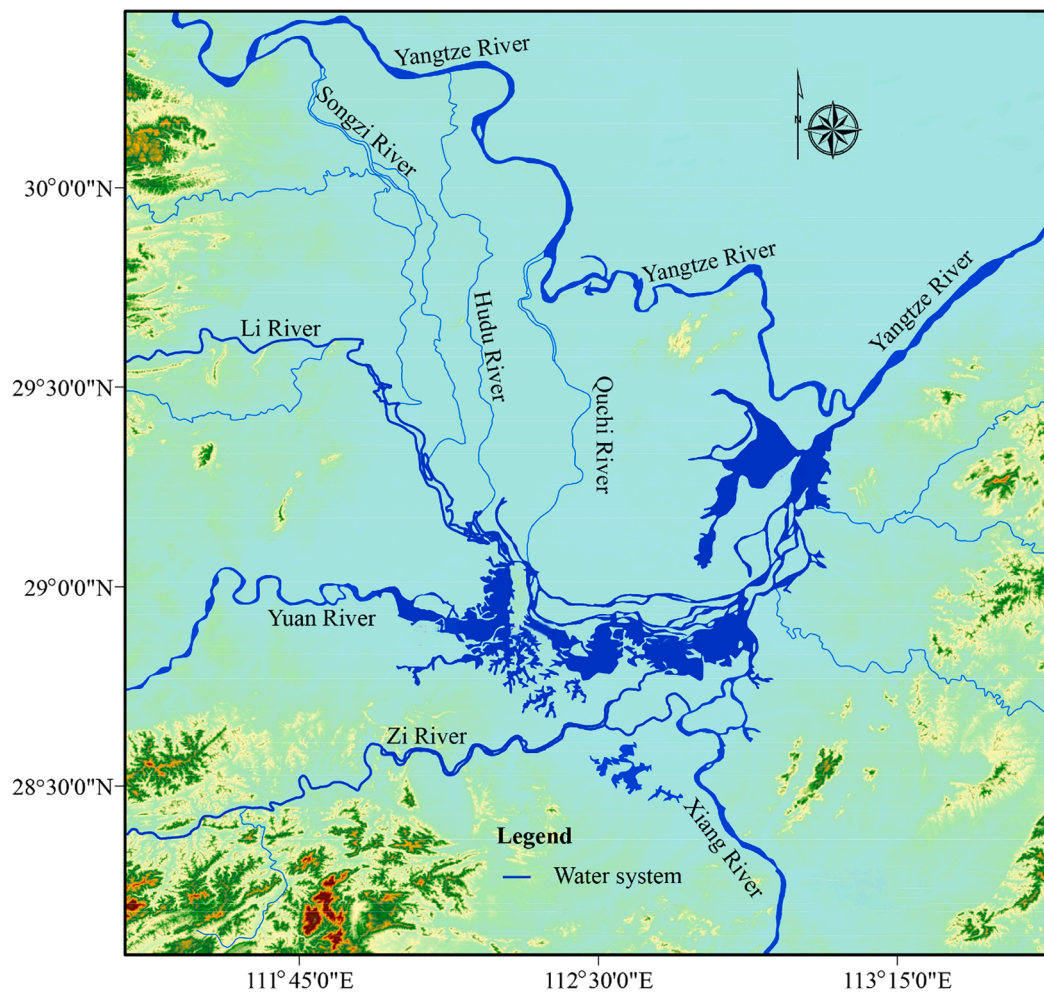 Yangtze River
Songzi River
N
30°0'0"N
Yangtze River
Yangtze River
Li River
Hudu River
29°30'0"N
Quchi River
29°0'0"N
Yuan River
Zi River
28°30'0"N
Xiang River
Legend
Water system
111°45'0"E
112°30'0"E
113°15'0"E